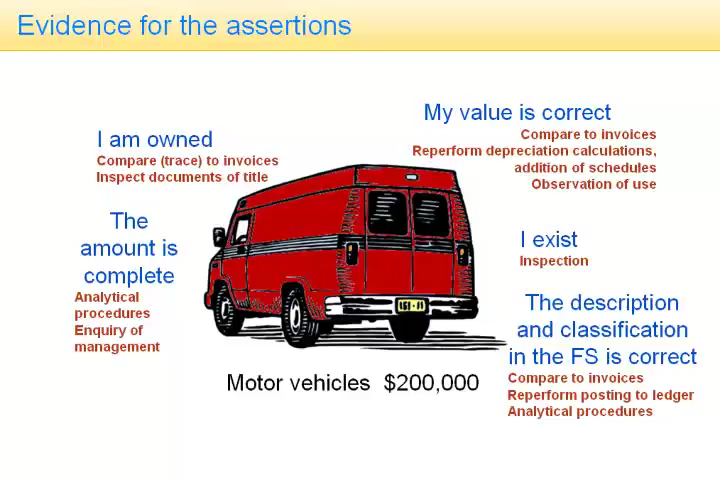 Evidence for the assertions
My value is correct
Compare to invoices
Reperform depreciation calculations,
addition of schedules
Observation of use
I am owned
Compare (trace) to invoices
Inspect documents of title
The
amount is
complete
Analytical
procedures
Enquiry of
management
I exist
Inspection
The description
and classification
in the FS is correct
Compare to invoices
Reperform posting to ledger
Analytical procedures
Motor vehicles $200,000